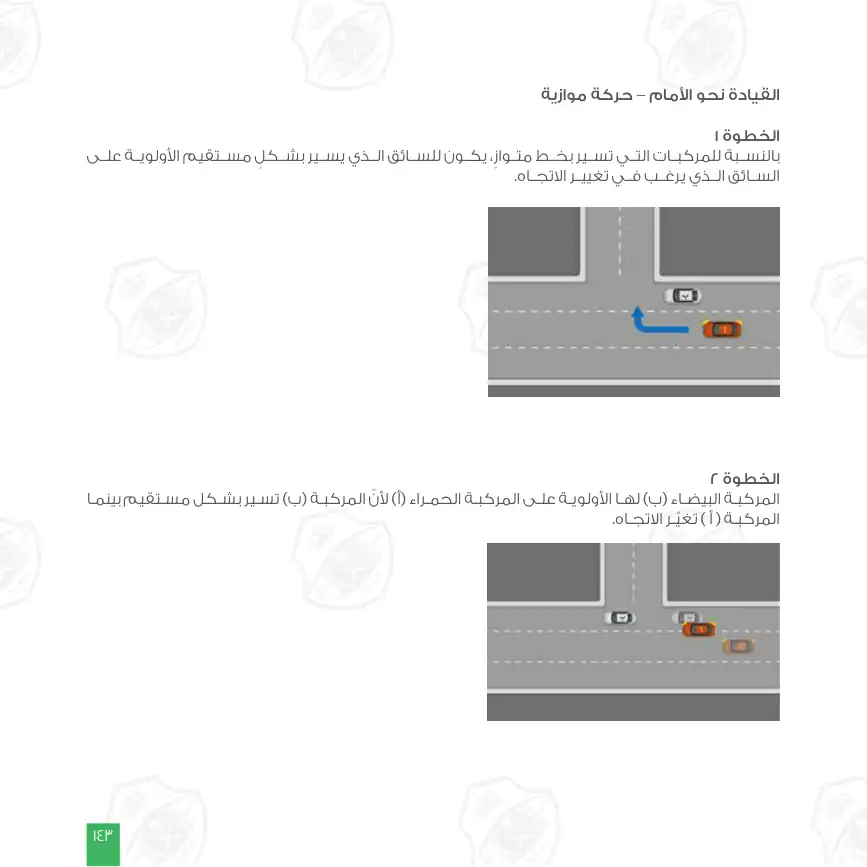 القيادة نحو الأمام – حركة موازية
الخطوة ١
بالنسبة للمركبات التي تسير بخط متوازٍ، يكون للسائق الذي يسير بشكلٍ مستقيم الأولوية على
السائق الذي يرغب في تغيير الاتجاه.
الخطوة ٢
المركبة البيضاء (ب) لها الأولوية على المركبة الحمراء (أ) لأنّ المركبة (ب) تسير بشكل مستقيم بينما
المركبة ( أ ) تغيّر الاتجاه.
١٤٣